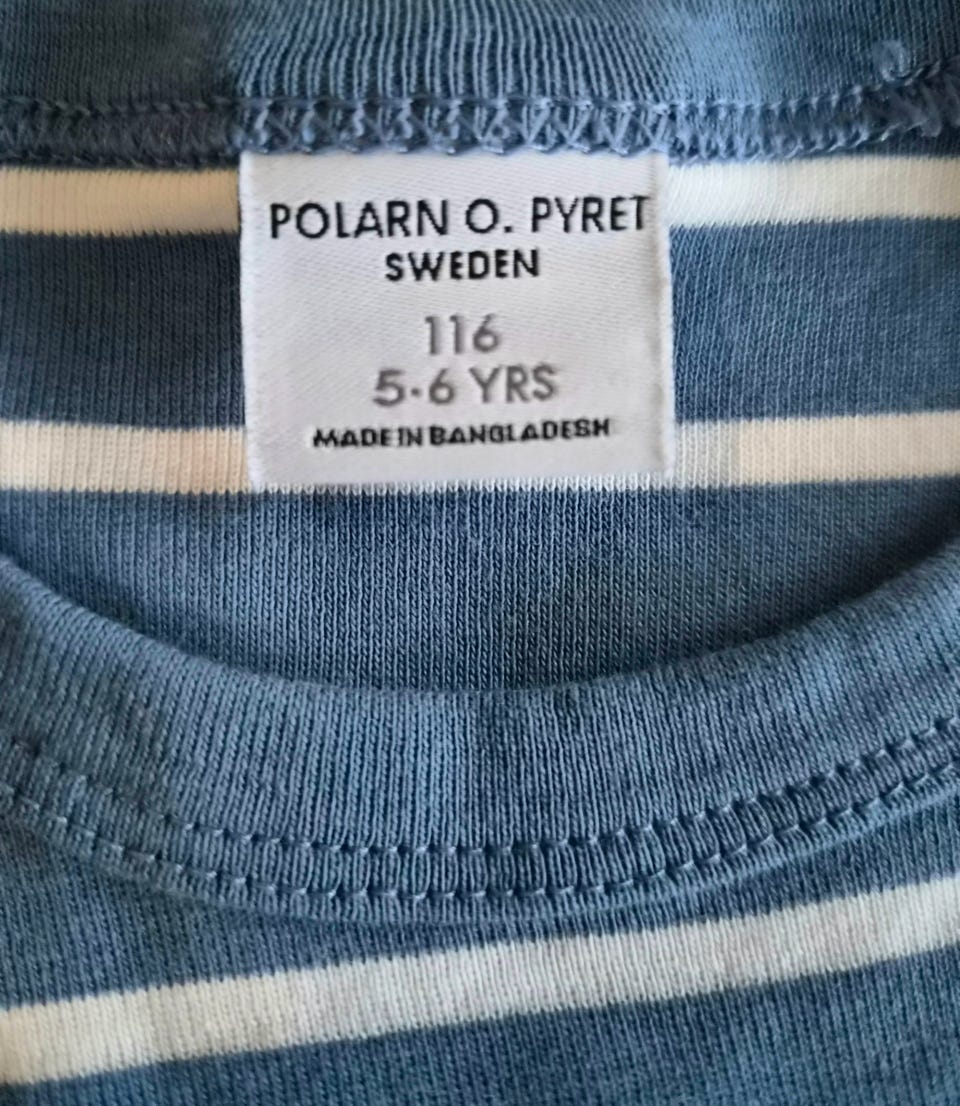 POLARN O. PYRET
SWEDEN
116
5-6 YRS
MADE IN BANGLADESH